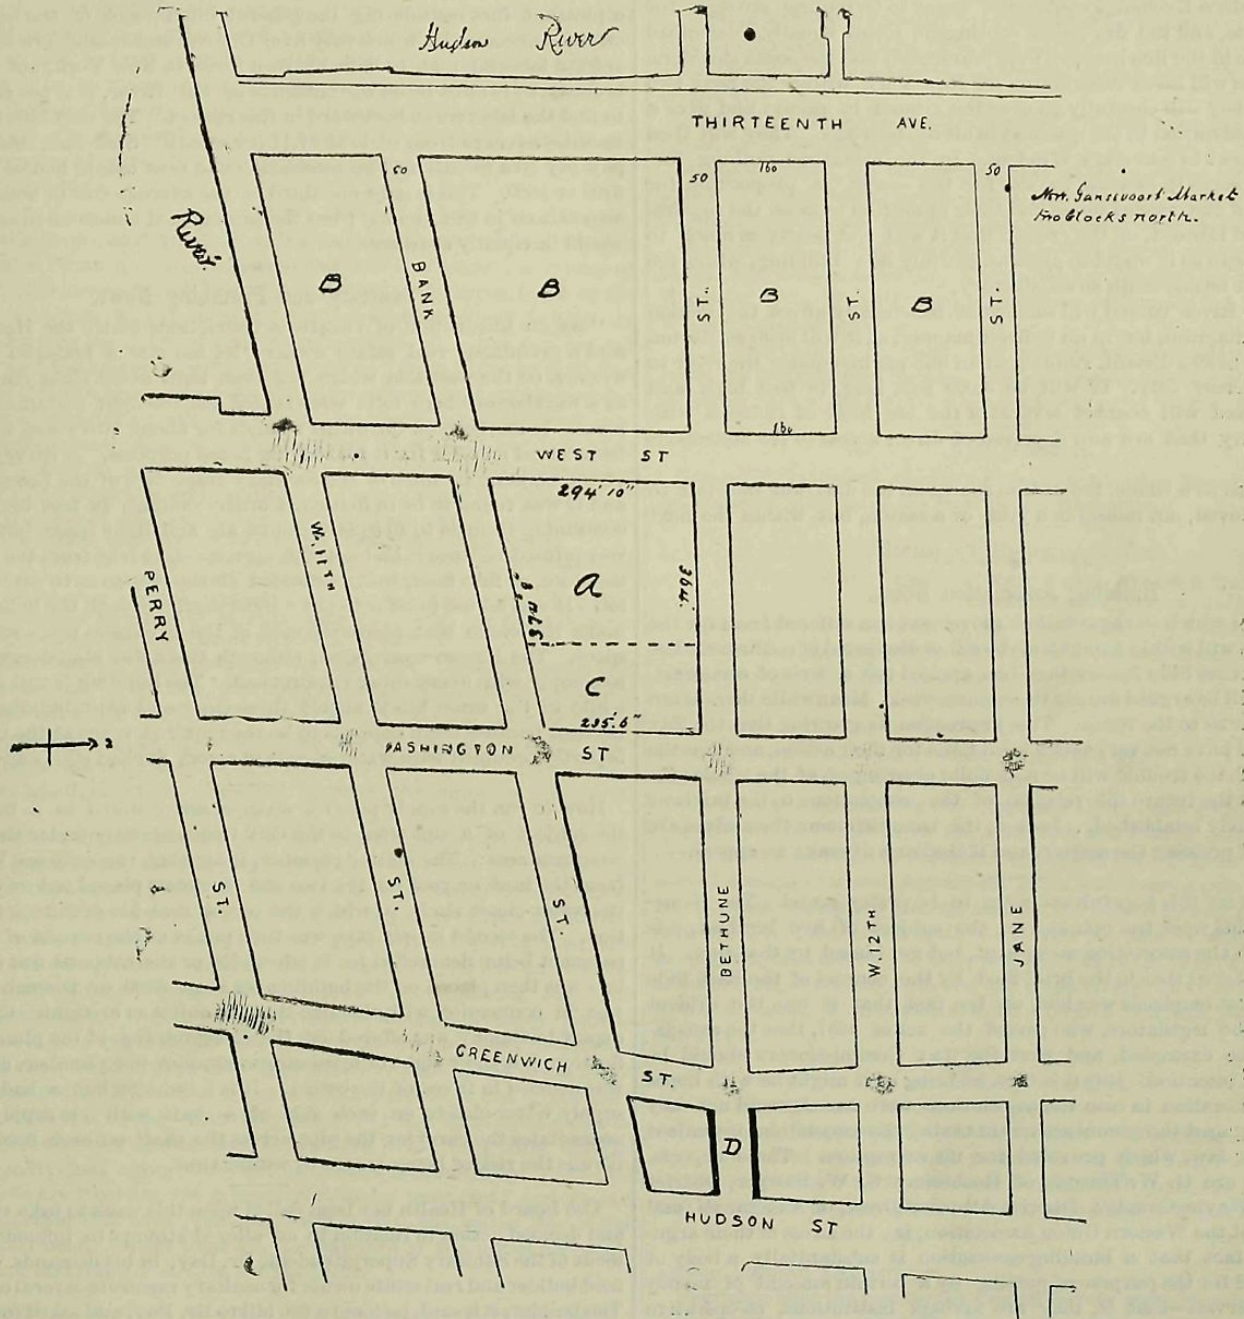 Hudson River
THIRTEENTH AVE.
50
50
160
50
New Gansevoort Market
two blocks north.
River.
BANK
B
B
ST.
B
ST.
B
ST.
160
WEST ST
294' 10"
W. 11TH
PERRY
A
364'
C
235.6"
WASHINGTON ST
ST.
ST.
ST.
BETHUNE
W. 12TH
JANE
GREENWICH ST.
D
HUDSON ST